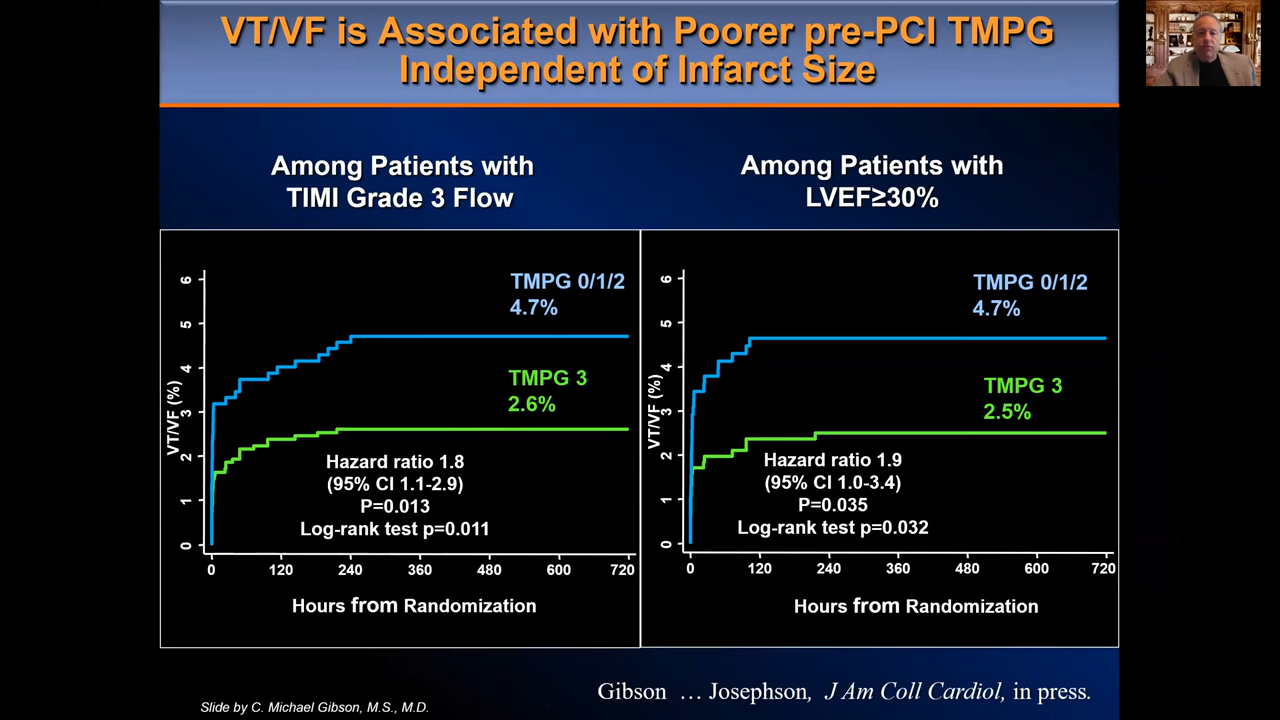 VT/VF is Associated with Poorer pre-PCI TMPG
Independent of Infarct Size
Among Patients with
TIMI Grade 3 Flow
VT/VF (%)
6
5
4
3
2
1
0
TMPG 0/1/2
4.7%
TMPG 3
2.6%
Hazard ratio 1.8
(95% CI 1.1-2.9)
P=0.013
Log-rank test p=0.011
0 120 240 360 480 600 720
Hours from Randomization
Among Patients with
LVEF≥30%
VT/VF (%)
6
5
4
3
2
1
0
TMPG 0/1/2
4.7%
TMPG 3
2.5%
Hazard ratio 1.9
(95% CI 1.0-3.4)
P=0.035
Log-rank test p=0.032
0 120 240 360 480 600 720
Hours from Randomization
Gibson … Josephson, J Am Coll Cardiol, in press.
Slide by C. Michael Gibson, M.S., M.D.